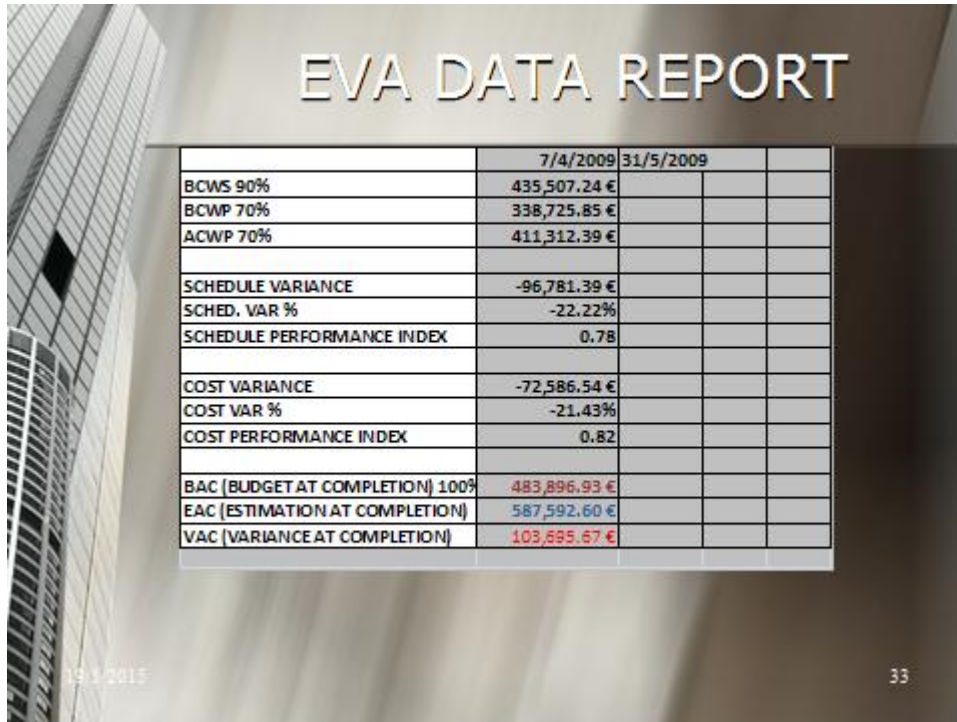 EVA DATA REPORT
7/4/2009 31/5/2009
BCWS 90% 435,507.24 €
BCWP 70% 338,725.85 €
ACWP 70% 411,312.39 €
SCHEDULE VARIANCE -96,781.39 €
SCHED. VAR % -22.22%
SCHEDULE PERFORMANCE INDEX 0.78
COST VARIANCE -72,586.54 €
COST VAR % -21.43%
COST PERFORMANCE INDEX 0.82
BAC (BUDGET AT COMPLETION) 100% 483,896.93 €
EAC (ESTIMATION AT COMPLETION) 587,592.60 €
VAC (VARIANCE AT COMPLETION) 103,695.67 €
33